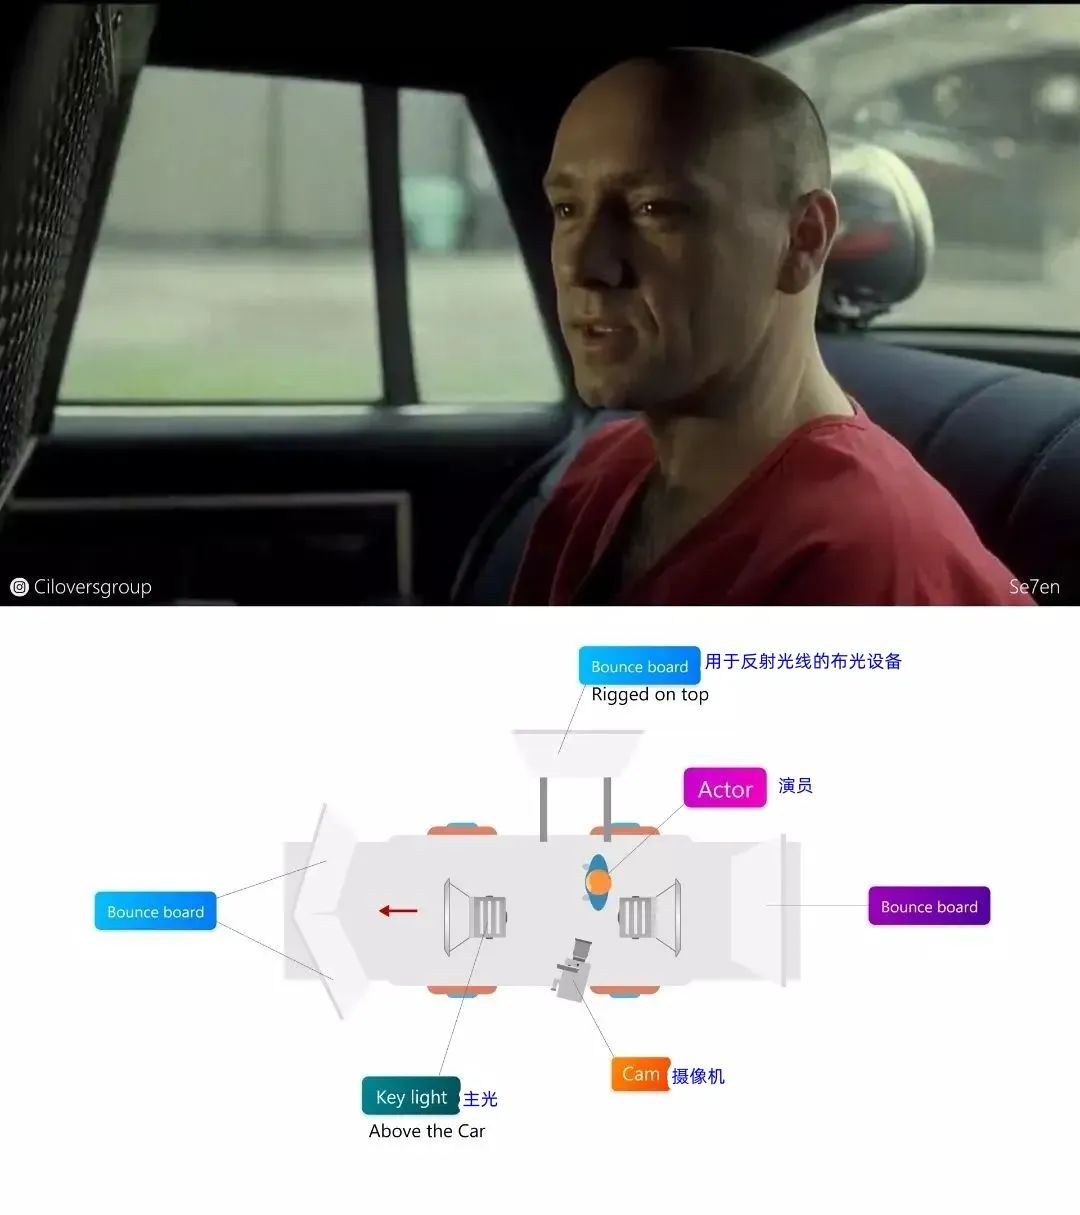 Ciloversgroup
Se7en
Bounce board 用于反射光线的布光设备
Rigged on top
Actor 演员
Bounce board
Bounce board
Cam 摄像机
Key light 主光
Above the Car